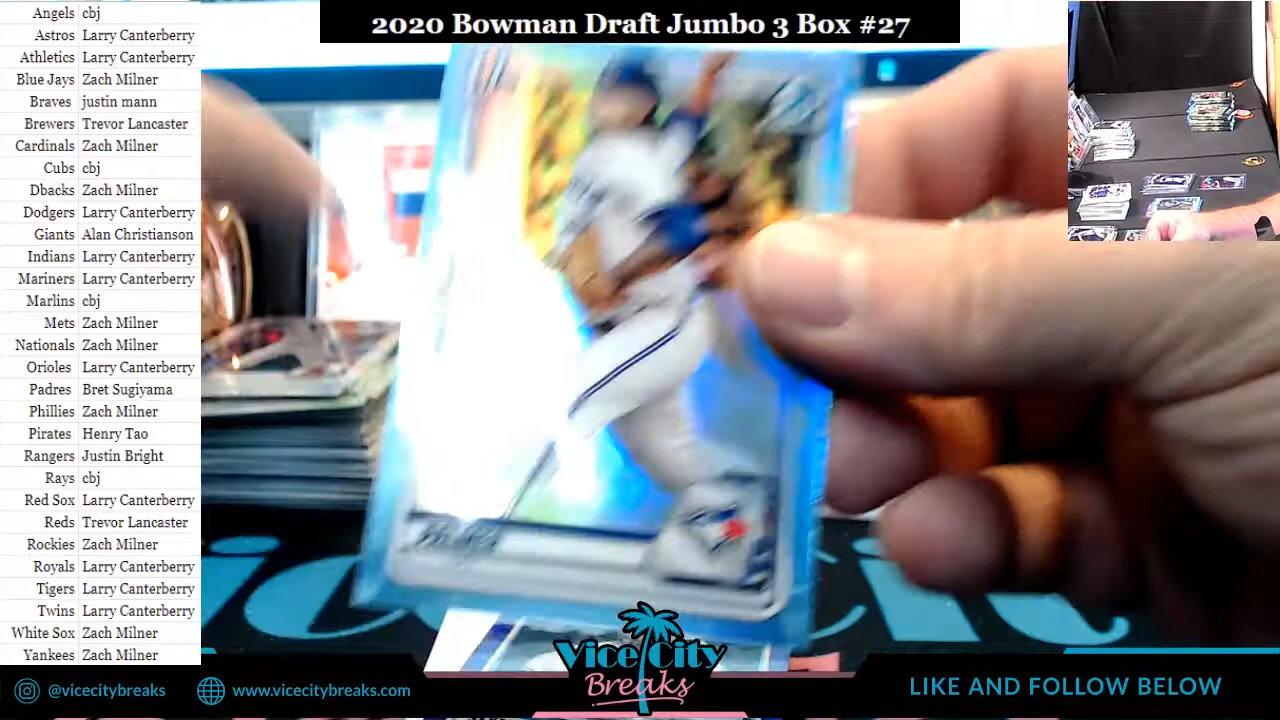 2020 Bowman Draft Jumbo 3 Box #27
Angels cbj
Astros Larry Canterberry
Athletics Larry Canterberry
Blue Jays Zach Milner
Braves justin mann
Brewers Trevor Lancaster
Cardinals Zach Milner
Cubs cbj
Dbacks Zach Milner
Dodgers Larry Canterberry
Giants Alan Christianson
Indians Larry Canterberry
Mariners Larry Canterberry
Marlins cbj
Mets Zach Milner
Nationals Zach Milner
Orioles Larry Canterberry
Padres Bret Sugiyama
Phillies Zach Milner
Pirates Henry Tao
Rangers Justin Bright
Rays cbj
Red Sox Larry Canterberry
Reds Trevor Lancaster
Rockies Zach Milner
Royals Larry Canterberry
Tigers Larry Canterberry
Twins Larry Canterberry
White Sox Zach Milner
Yankees Zach Milner
Vice City
Breaks
@vicecitybreaks www.vicecitybreaks.com
LIKE AND FOLLOW BELOW